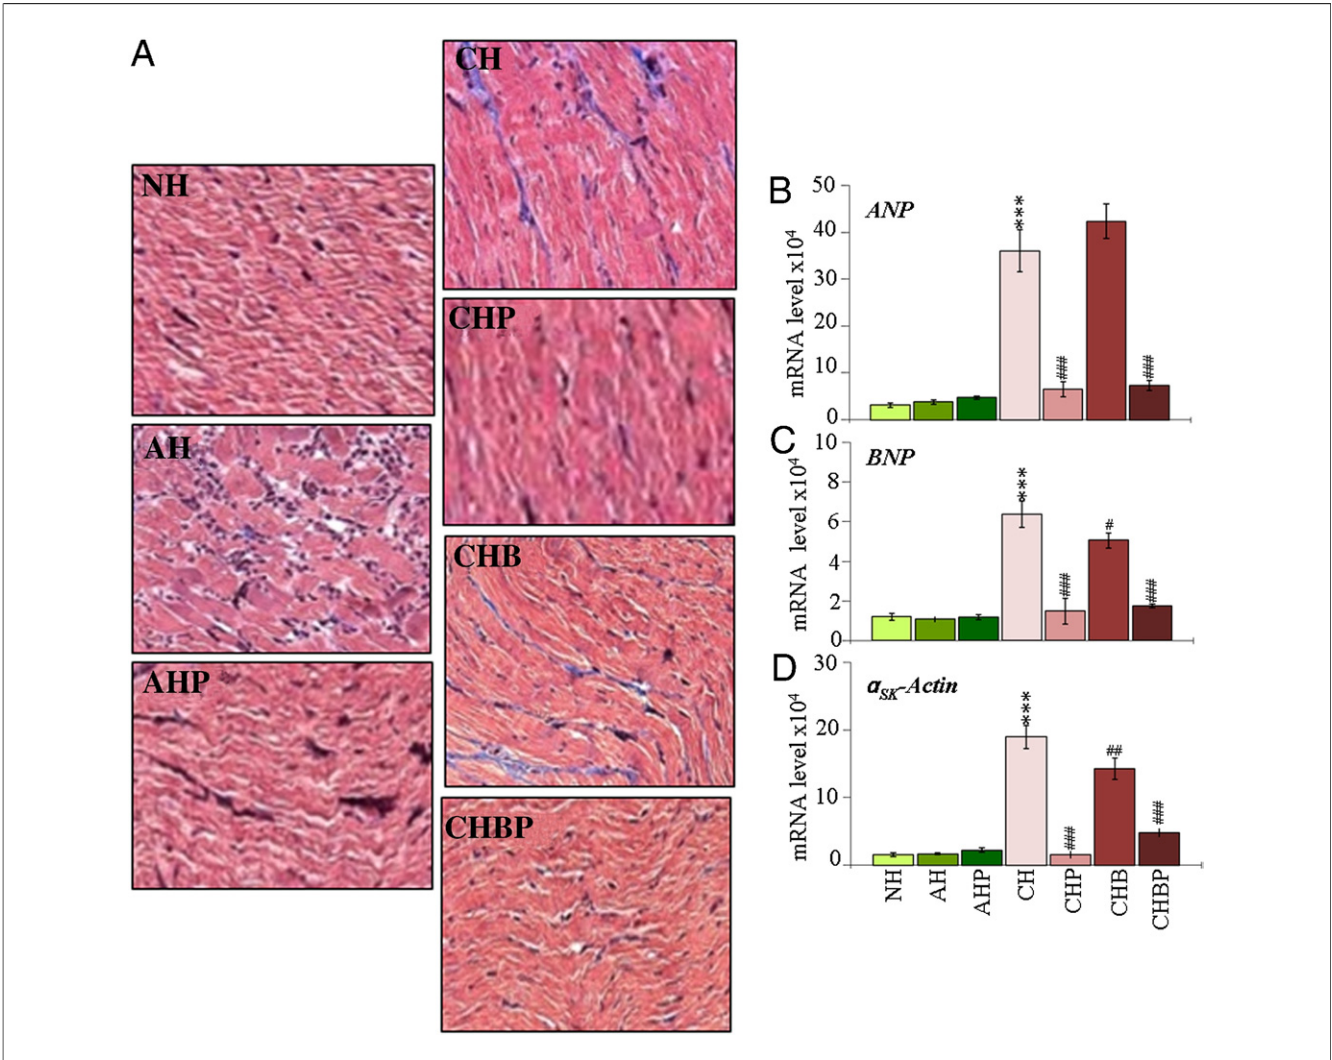 A
NH
AH
AHP
CH
CHP
CHB
CHBP
B
ANP
mRNA level x10⁴
50
40
30
20
10
0
***
###
###
C
BNP
mRNA level x10⁴
10
8
6
4
2
0
***
###
#
###
D
α_SK-Actin
mRNA level x10⁴
30
20
10
0
***
###
##
###
NH
AH
AHP
CH
CHP
CHB
CHBP